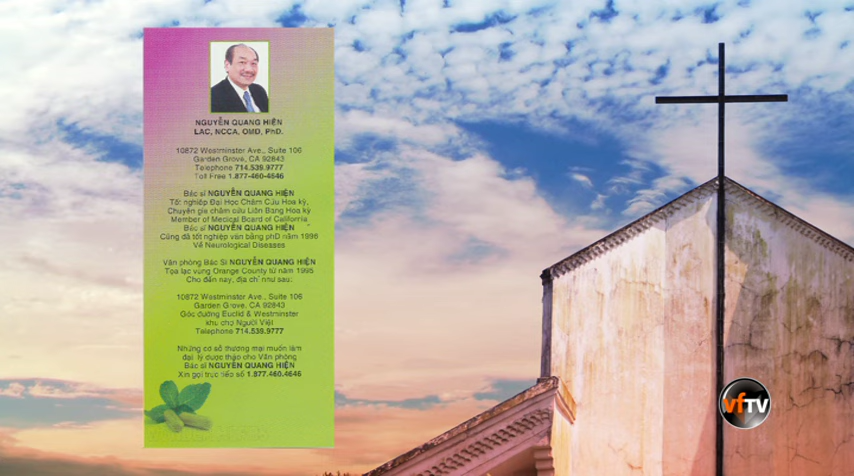 NGUYỄN QUANG HIỆN
LAC, NCCA, OMD, PhD.
10872 Westminster Ave., Suite 106
Garden Grove, CA 92843
Telephone 714.539.9777
Toll Free 1.877-460-4646
Bác sĩ NGUYỄN QUANG HIỆN
Tốt nghiệp Đại Học Châm Cứu Hoa kỳ,
Chuyên gia châm cứu Liên Bang Hoa kỳ
Member of Medical Board of California
Bác sĩ NGUYỄN QUANG HIỆN
Cũng đã tốt nghiệp văn bằng phD năm 1996
Về Neurological Diseases
Văn phòng Bác Sĩ NGUYỄN QUANG HIỆN
Tọa lạc vùng Orange County từ năm 1995
Cho đến nay, địa chỉ như sau:
10872 Westminster Ave., Suite 106
Garden Grove, CA 92843
Góc đường Euclid & Westminster
khu chợ Người Việt
Telephone 714.539.9777
Những cơ sở thương mại muốn làm
đại lý dược thảo cho Văn phòng
Bác sĩ NGUYỄN QUANG HIỆN
Xin gọi trực tiếp số 1.877.460.4646
vfTV